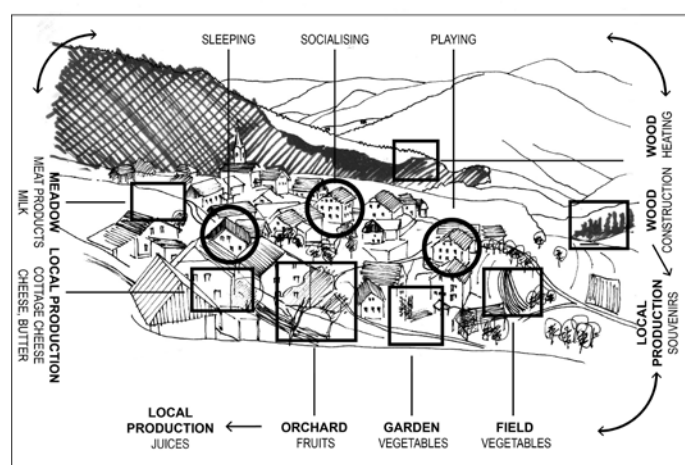 SLEEPING
SOCIALISING
PLAYING
WOOD
HEATING
WOOD
CONSTRUCTION
LOCAL
PRODUCTION
SOUVENIRS
MEADOW
MEAT PRODUCTS
MILK
LOCAL PRODUCTION
COTTAGE CHEESE
CHEESE, BUTTER
LOCAL
PRODUCTION
JUICES
ORCHARD
FRUITS
GARDEN
VEGETABLES
FIELD
VEGETABLES